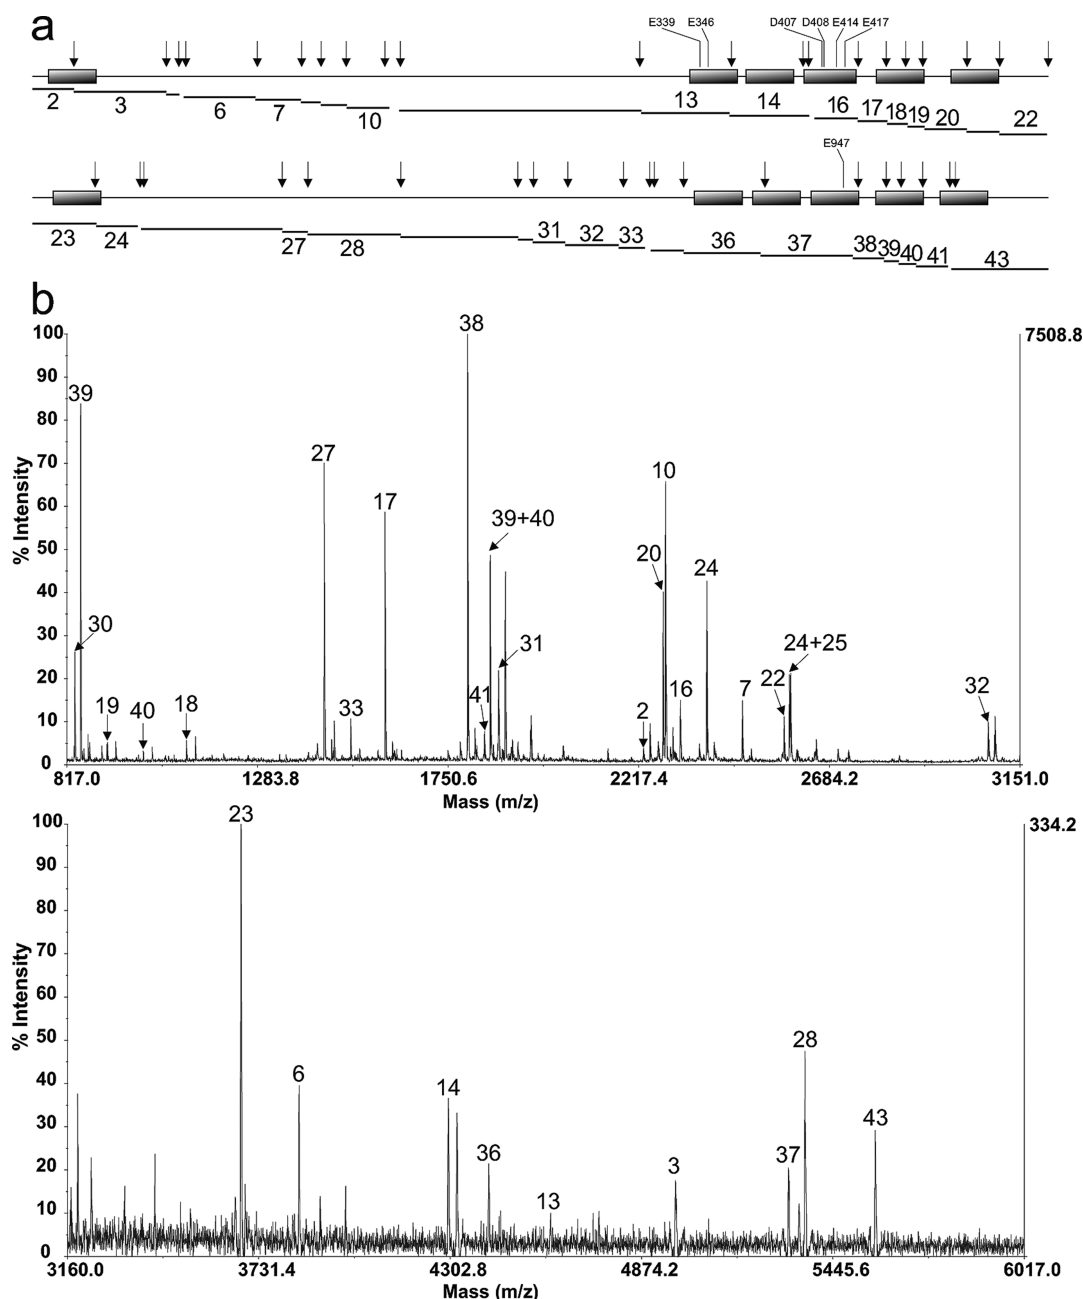 a
E339 E346 D407 D408 E414 E417
2 3 6 7 10 13 14 16 17 18 19 20 22
E947
23 24 27 28 31 32 33 36 37 38 39 40 41 43
b
100 90 80 70 60 50 40 30 20 10 0
% Intensity
7508.8
39 30 19 40 18 27 33 17 38 41 39+40 31 2 20 10 16 24 7 22 24+25 32
817.0 1283.8 1750.6 2217.4 2684.2 3151.0
Mass (m/z)
100 90 80 70 60 50 40 30 20 10 0
% Intensity
334.2
23 6 14 36 13 3 37 28 43
3160.0 3731.4 4302.8 4874.2 5445.6 6017.0
Mass (m/z)